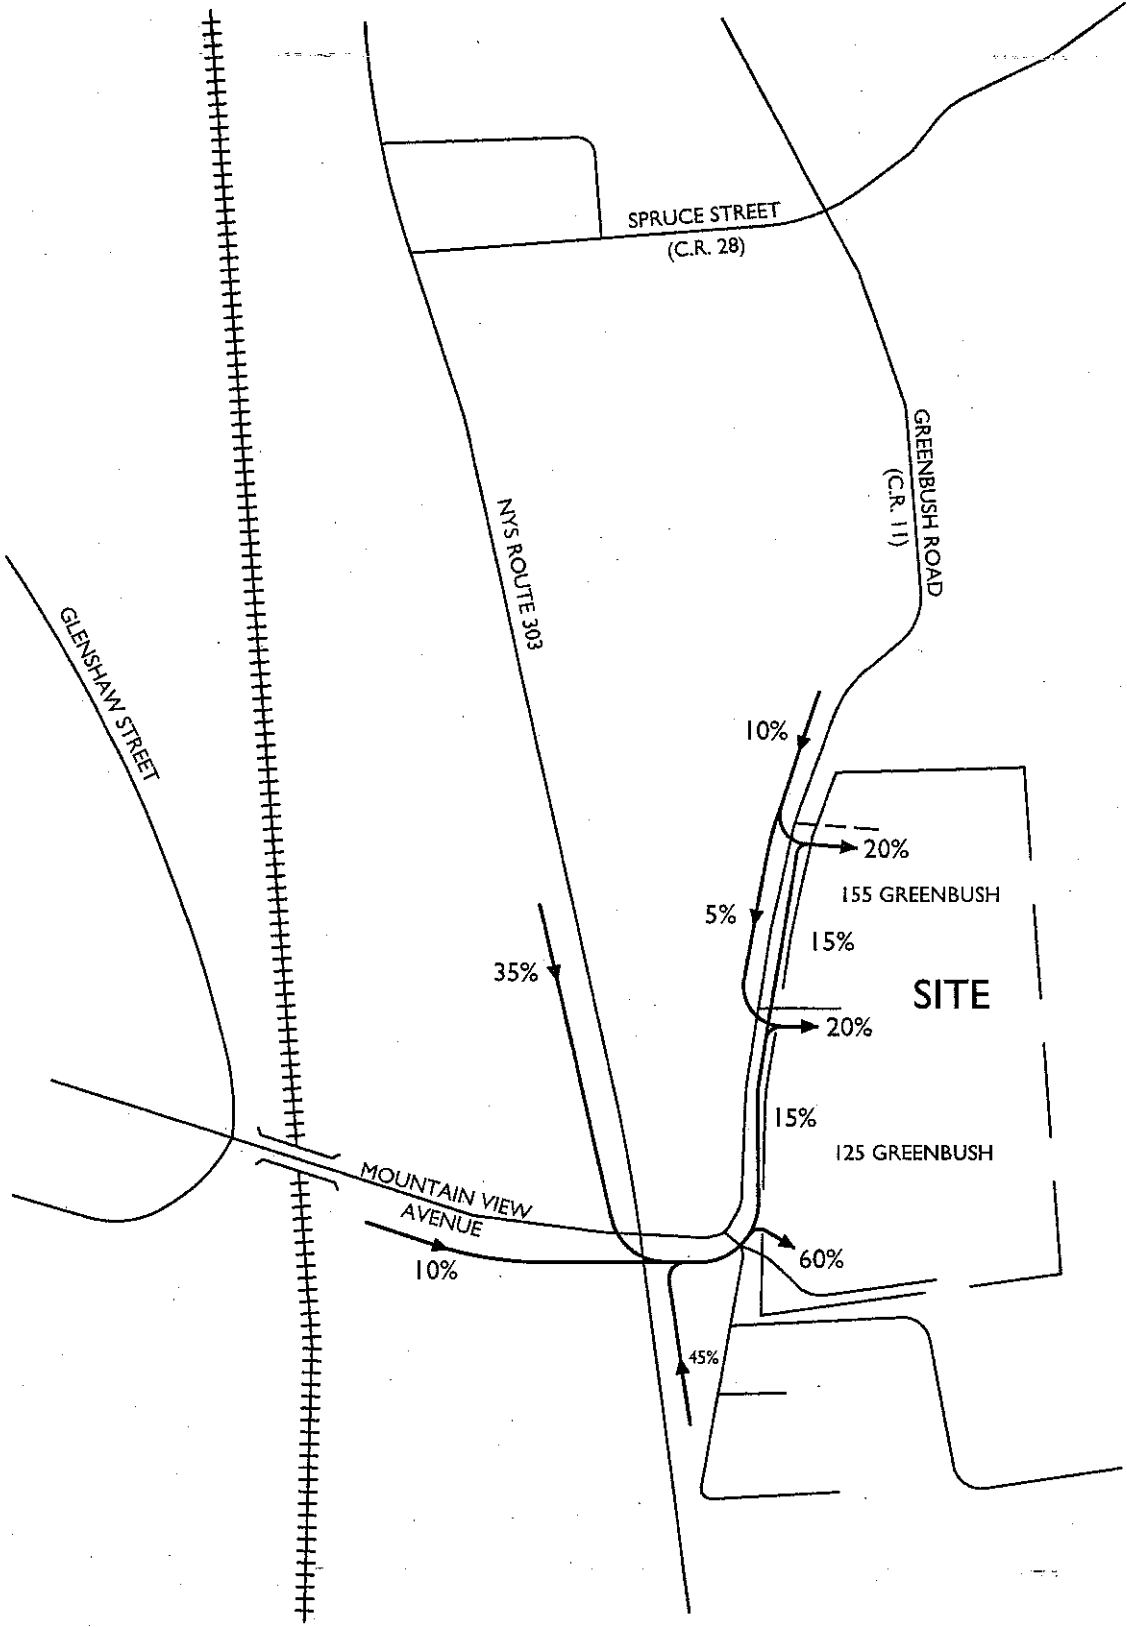 SPRUCE STREET
(C.R. 28)
GREENBUSH ROAD
(C.R. 11)
NYS ROUTE 303
GLENSHAW STREET
10%
20%
155 GREENBUSH
5%
15%
35%
SITE
20%
15%
125 GREENBUSH
MOUNTAIN VIEW
AVENUE
10%
60%
45%